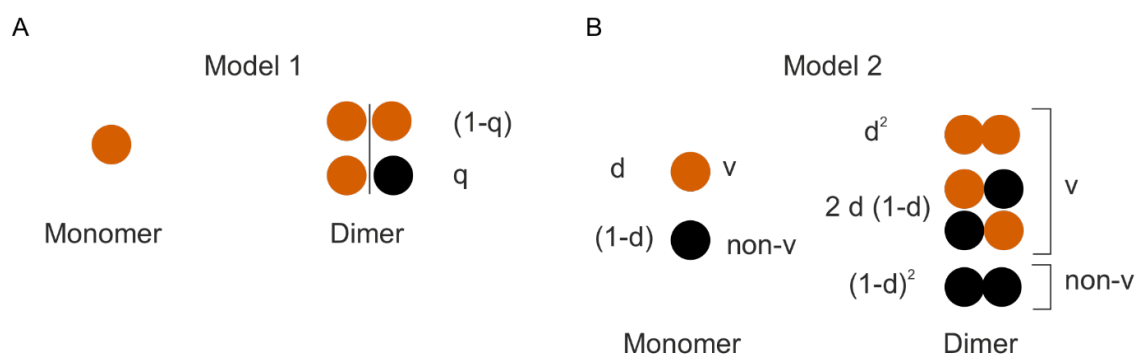 A
Model 1
(1-q)
q
Monomer
Dimer
B
Model 2
d²
d
v
2 d (1-d)
v
(1-d)
non-v
(1-d)²
non-v
Monomer
Dimer